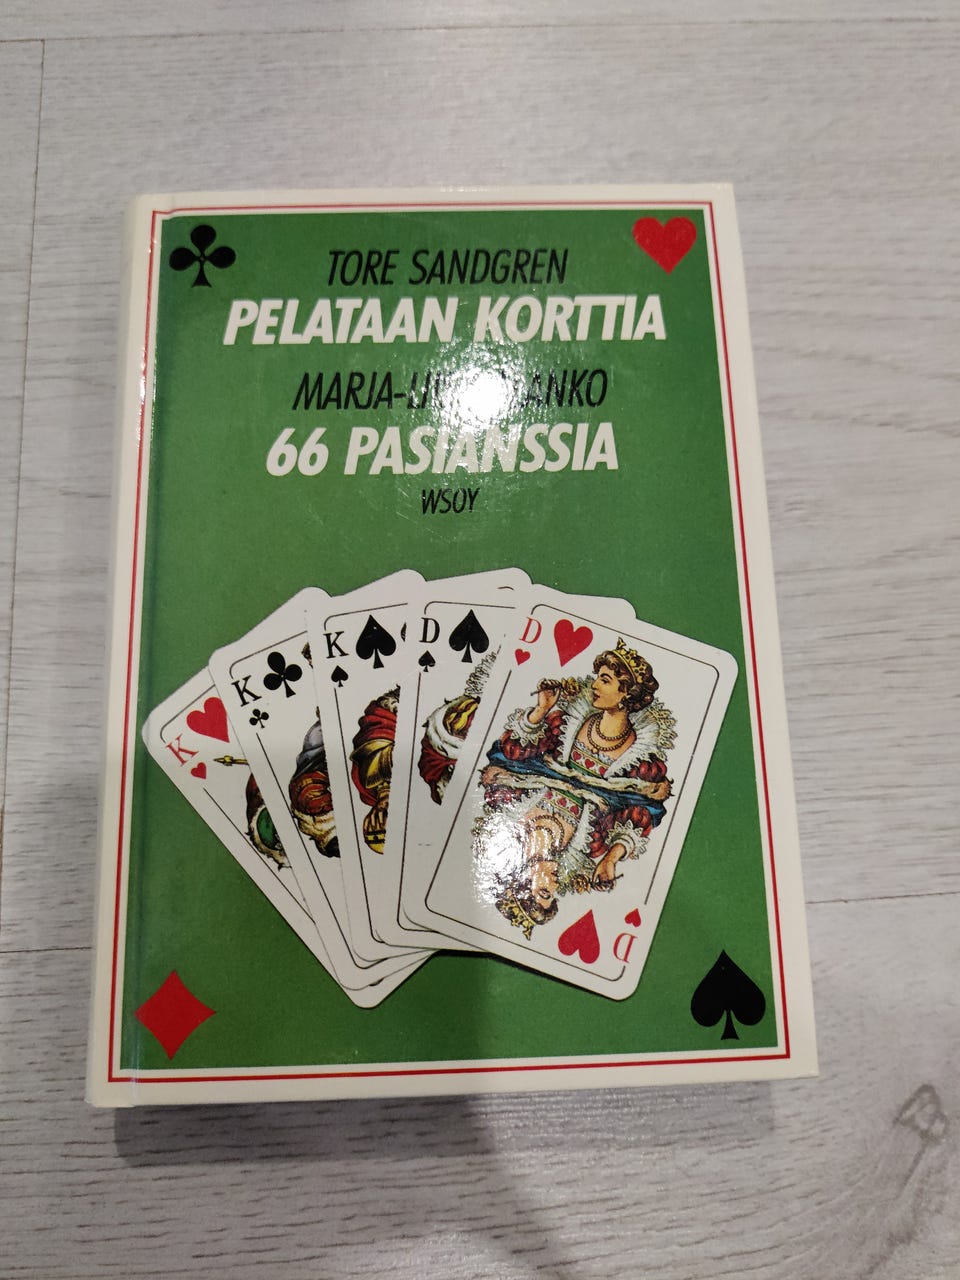 TORE SANDGREN
PELATAAN KORTTIA
66 PASIANSSIA
WSOY
K
K
K
D
D
D